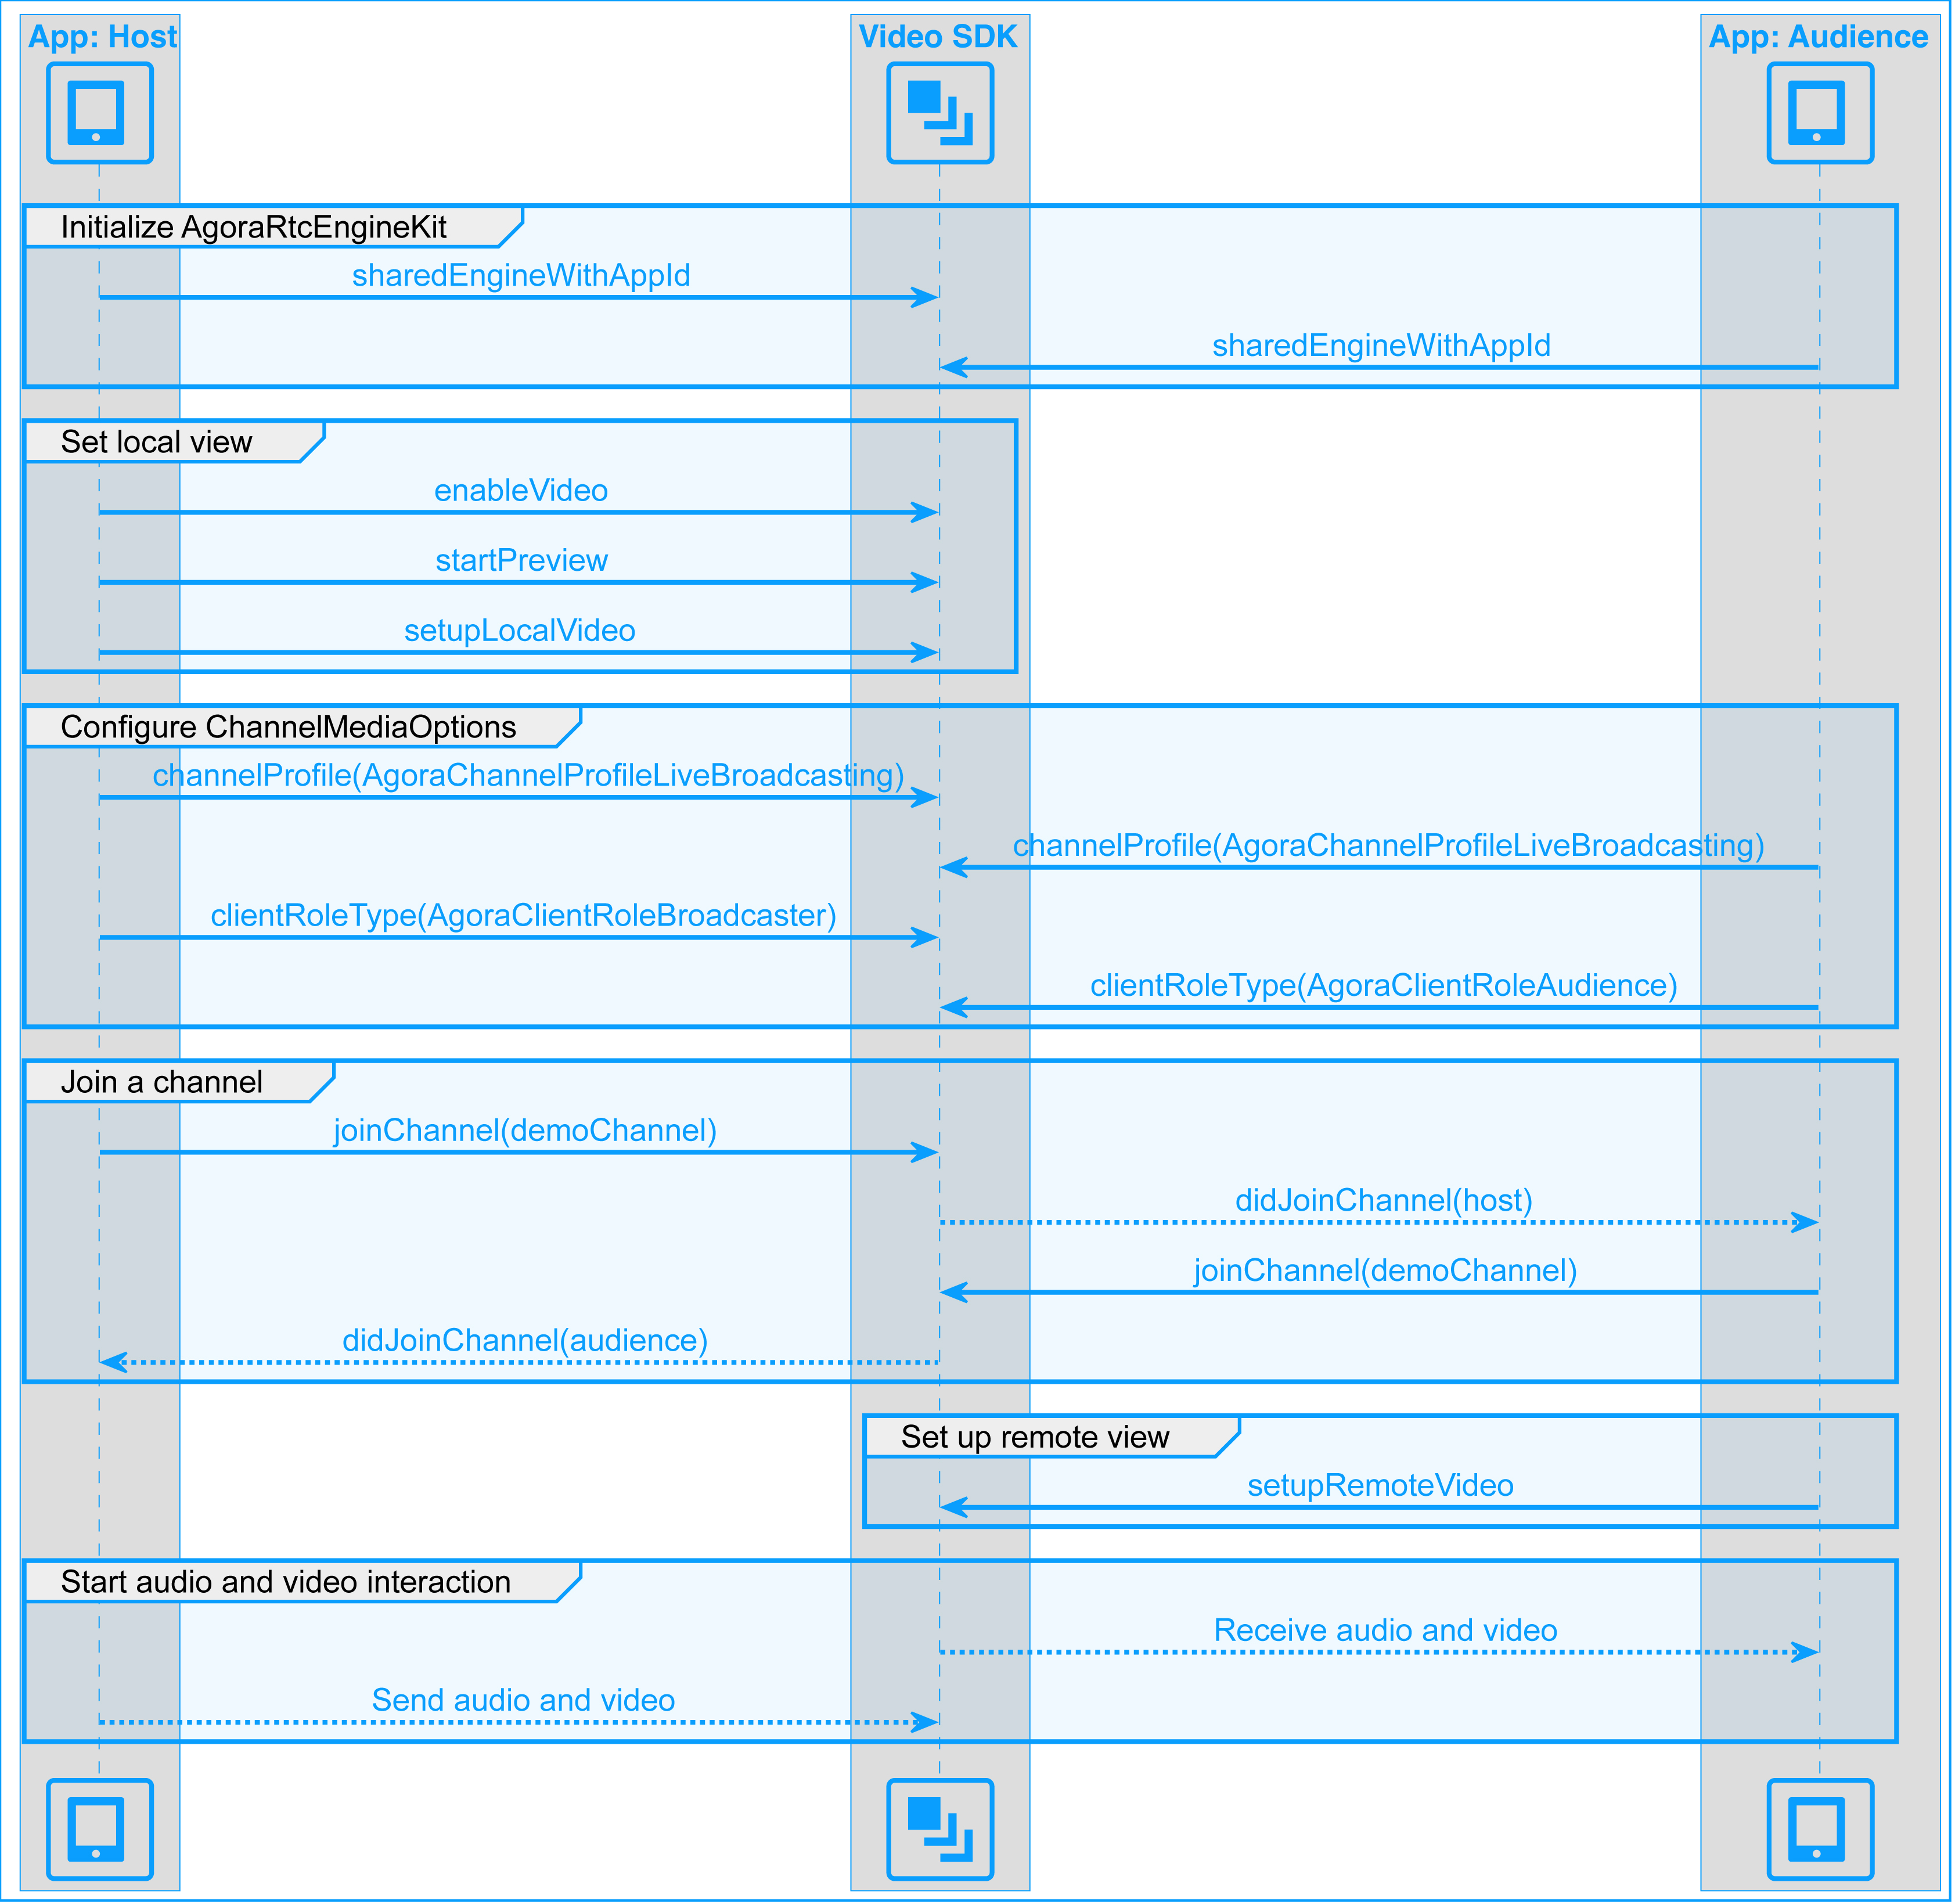 App: Host
Video SDK
App: Audience
Initialize AgoraRtcEngineKit
sharedEngineWithAppId
sharedEngineWithAppId
Set local view
enableVideo
startPreview
setupLocalVideo
Configure ChannelMediaOptions
channelProfile(AgoraChannelProfileLiveBroadcasting)
channelProfile(AgoraChannelProfileLiveBroadcasting)
clientRoleType(AgoraClientRoleBroadcaster)
clientRoleType(AgoraClientRoleAudience)
Join a channel
joinChannel(demoChannel)
didJoinChannel(host)
joinChannel(demoChannel)
didJoinChannel(audience)
Set up remote view
setupRemoteVideo
Start audio and video interaction
Receive audio and video
Send audio and video